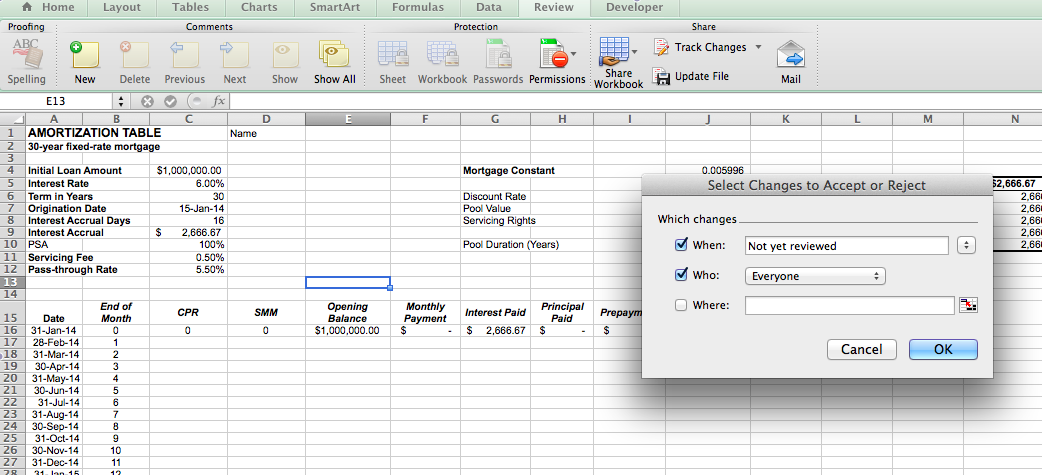 Home Layout Tables Charts SmartArt Formulas Data Review Developer
Proofing Comments Protection Share
ABC
Track Changes
Update File
Spelling New Delete Previous Next Show Show All Sheet Workbook Passwords Permissions Share Workbook Mail
E13 fx
A B C D E F G H I J K L M N
1 AMORTIZATION TABLE Name
2 30-year fixed-rate mortgage
3
4 Initial Loan Amount $1,000,000.00 Mortgage Constant 0.005996
5 Interest Rate 6.00% $2,666.67
6 Term in Years 30 Discount Rate 2,66
7 Origination Date 15-Jan-14 Pool Value 2,66
8 Interest Accrual Days 16 Servicing Rights 2,66
9 Interest Accrual $ 2,666.67 2,66
10 PSA 100% Pool Duration (Years) 2,66
11 Servicing Fee 0.50%
12 Pass-through Rate 5.50%
13
14
15 Date End of Month CPR SMM Opening Balance Monthly Payment Interest Paid Principal Paid Prepaym
16 31-Jan-14 0 0 0 $1,000,000.00 $ - $ 2,666.67 $ - $
17 28-Feb-14 1
18 31-Mar-14 2
19 30-Apr-14 3
20 31-May-14 4
21 30-Jun-14 5
22 31-Jul-14 6
23 31-Aug-14 7
24 30-Sep-14 8
25 31-Oct-14 9
26 30-Nov-14 10
27 31-Dec-14 11
28 31-Jan-15 12
Select Changes to Accept or Reject
Which changes
When: Not yet reviewed
Who: Everyone
Where:
Cancel OK